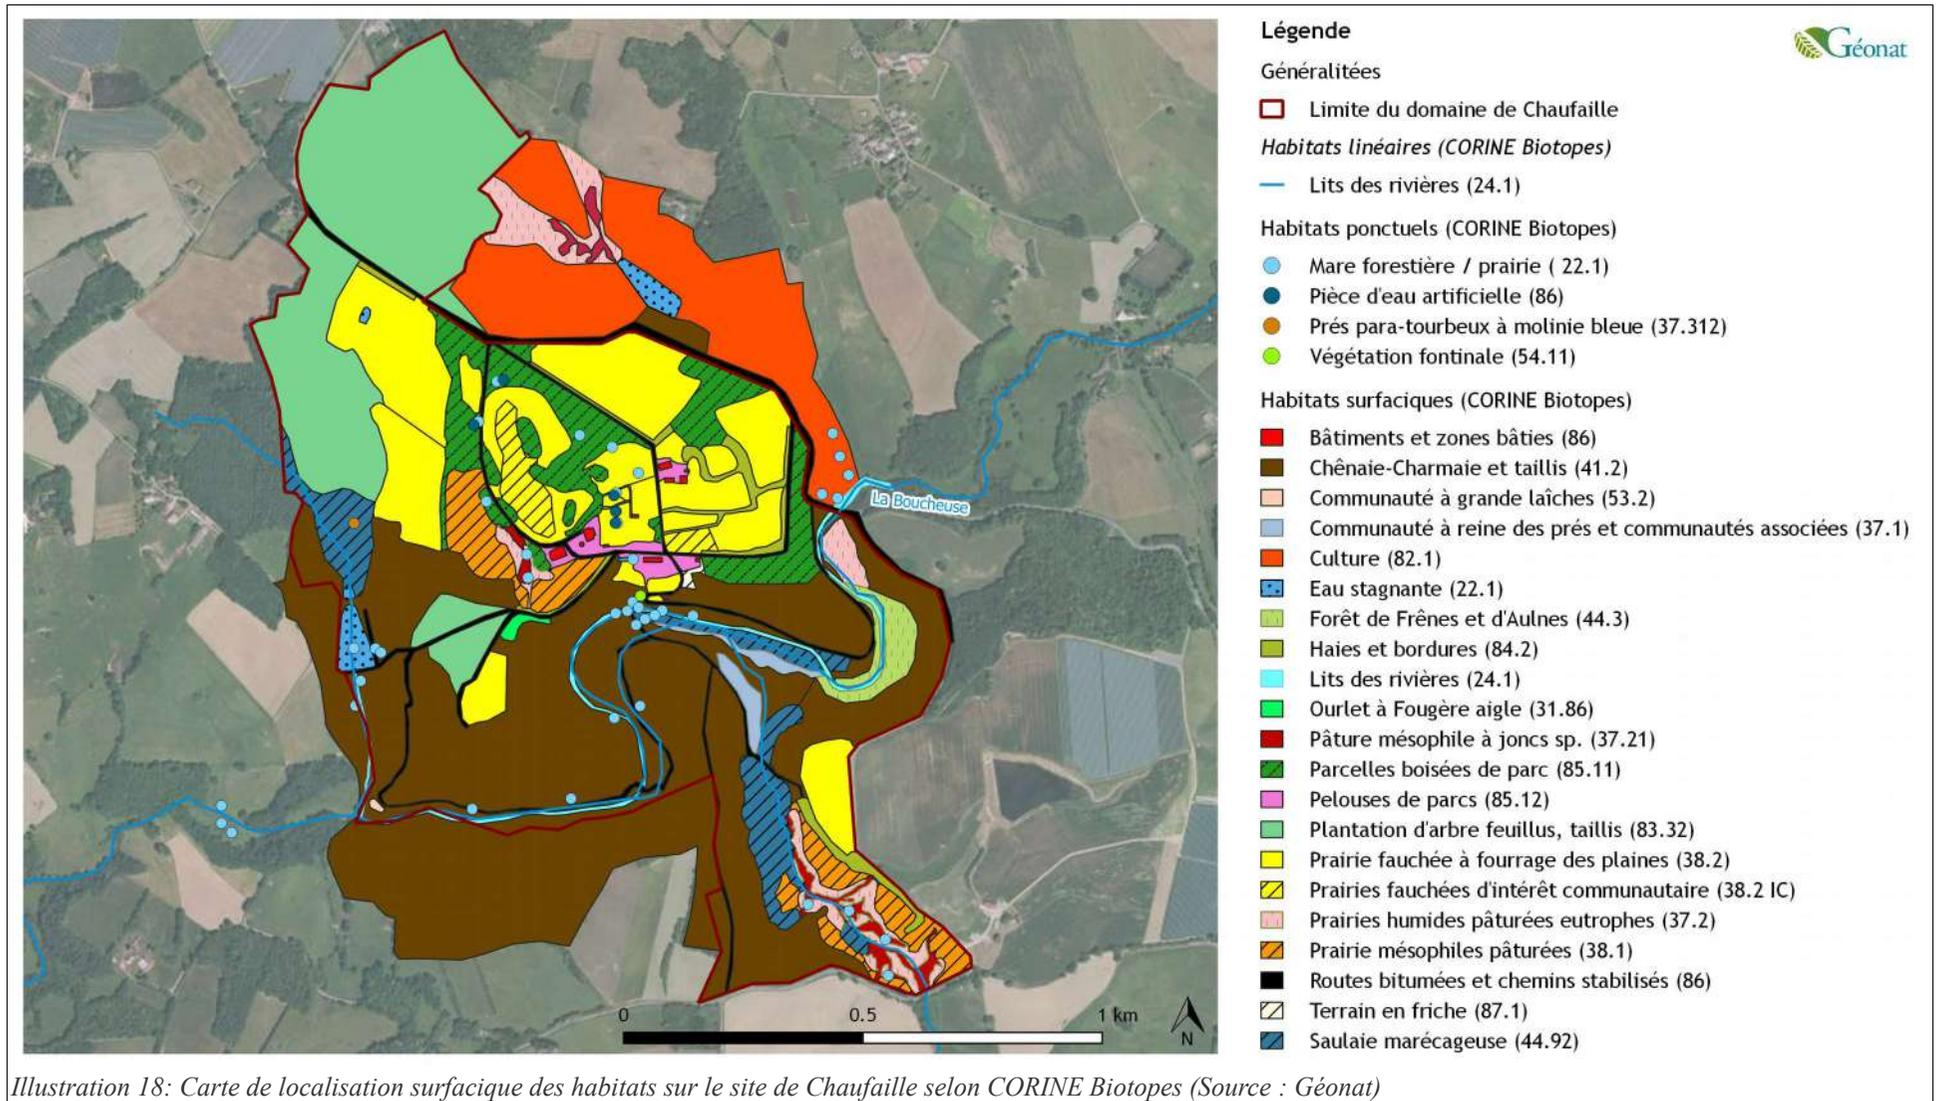 Légende
Géonat
Généralitées
Limite du domaine de Chaufaille
Habitats linéaires (CORINE Biotopes)
Lits des rivières (24.1)
Habitats ponctuels (CORINE Biotopes)
Mare forestière / prairie ( 22.1)
Pièce d'eau artificielle (86)
Prés para-tourbeux à molinie bleue (37.312)
Végétation fontinale (54.11)
Habitats surfaciques (CORINE Biotopes)
Bâtiments et zones bâties (86)
Chênaie-Charmaie et taillis (41.2)
Communauté à grande laîches (53.2)
Communauté à reine des prés et communautés associées (37.1)
Culture (82.1)
Eau stagnante (22.1)
Forêt de Frênes et d'Aulnes (44.3)
Haies et bordures (84.2)
Lits des rivières (24.1)
Ourlet à Fougère aigle (31.86)
Pâture mésophile à joncs sp. (37.21)
Parcelles boisées de parc (85.11)
Pelouses de parcs (85.12)
Plantation d'arbre feuillus, taillis (83.32)
Prairie fauchée à fourrage des plaines (38.2)
Prairies fauchées d'intérêt communautaire (38.2 IC)
Prairies humides pâturées eutrophes (37.2)
Prairie mésophiles pâturées (38.1)
Routes bitumées et chemins stabilisés (86)
Terrain en friche (87.1)
Saulaie marécageuse (44.92)
La Boucheuse
0 0.5 1 km
N
Illustration 18: Carte de localisation surfacique des habitats sur le site de Chaufaille selon CORINE Biotopes (Source : Géonat)